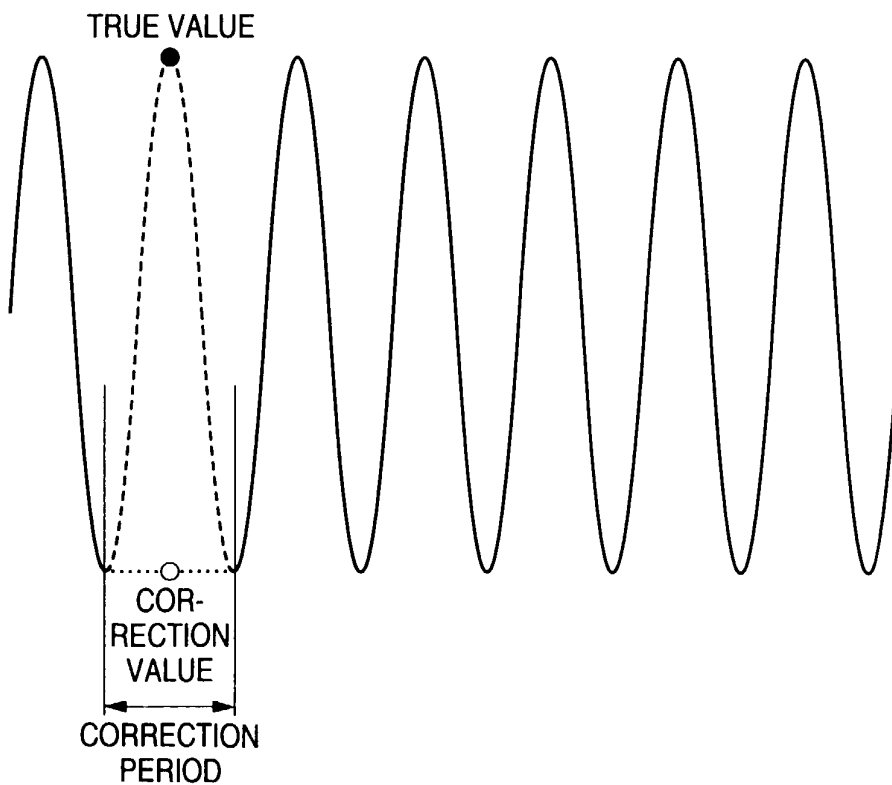 TRUE VALUE
COR-
RECTION
VALUE
CORRECTION
PERIOD